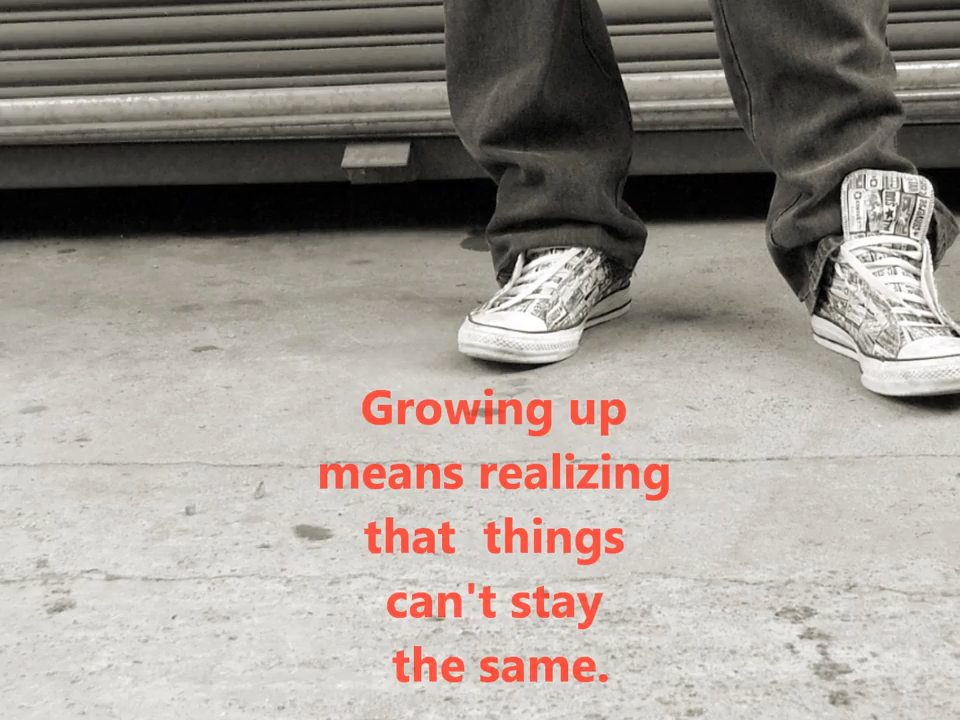 Growing up
means realizing
that  things
can't stay
the same.